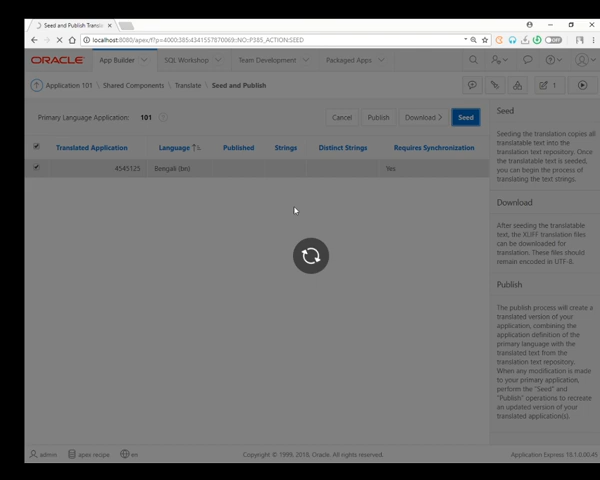 Seed and Publish Transla
localhost:8080/apex/f?p=4000:385:4341557870069::NO::P385_ACTION:SEED
ORACLE
App Builder
SQL Workshop
Team Development
Packaged Apps
Application 101 \ Shared Components \ Translate \ Seed and Publish
1
Primary Language Application: 101
Cancel
Publish
Download >
Seed
Translated Application
Language
Published
Strings
Distinct Strings
Requires Synchronization
4545125
Bengali (bn)
Yes
Seed
Seeding the translation copies
all translatable text into the
translation text repository. Once
the translatable text is seeded,
you can begin the process of
translating the text strings.
Download
After seeding the translatable
text, the XLIFF translation files
can be downloaded for
translation. These files should
remain encoded in UTF-8.
Publish
The publish process will create a
translated version of your
application, combining the
application definition of the
primary language with the
translated text from the
translation text repository.
When any modification is made
to your primary application,
perform the "Seed" and
"Publish" operations to recreate
an updated version of your
translated application(s).
admin
apex recipe
en
Copyright © 1999, 2018, Oracle. All rights reserved.
Application Express 18.1.0.00.45